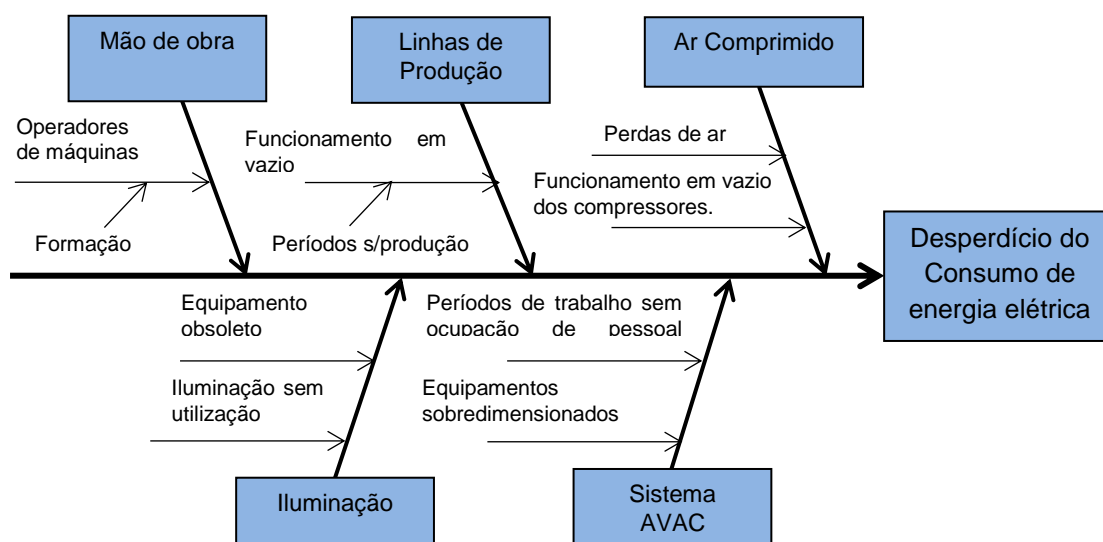 Mão de obra
Linhas de
Produção
Ar Comprimido
Operadores
de máquinas
Funcionamento em
vazio
Perdas de ar
Funcionamento em vazio
dos compressores.
Formação
Períodos s/produção
Desperdício do
Consumo de
energia elétrica
Equipamento
obsoleto
Períodos de trabalho sem
ocupação de pessoal
Iluminação sem
utilização
Equipamentos
sobredimensionados
Iluminação
Sistema
AVAC